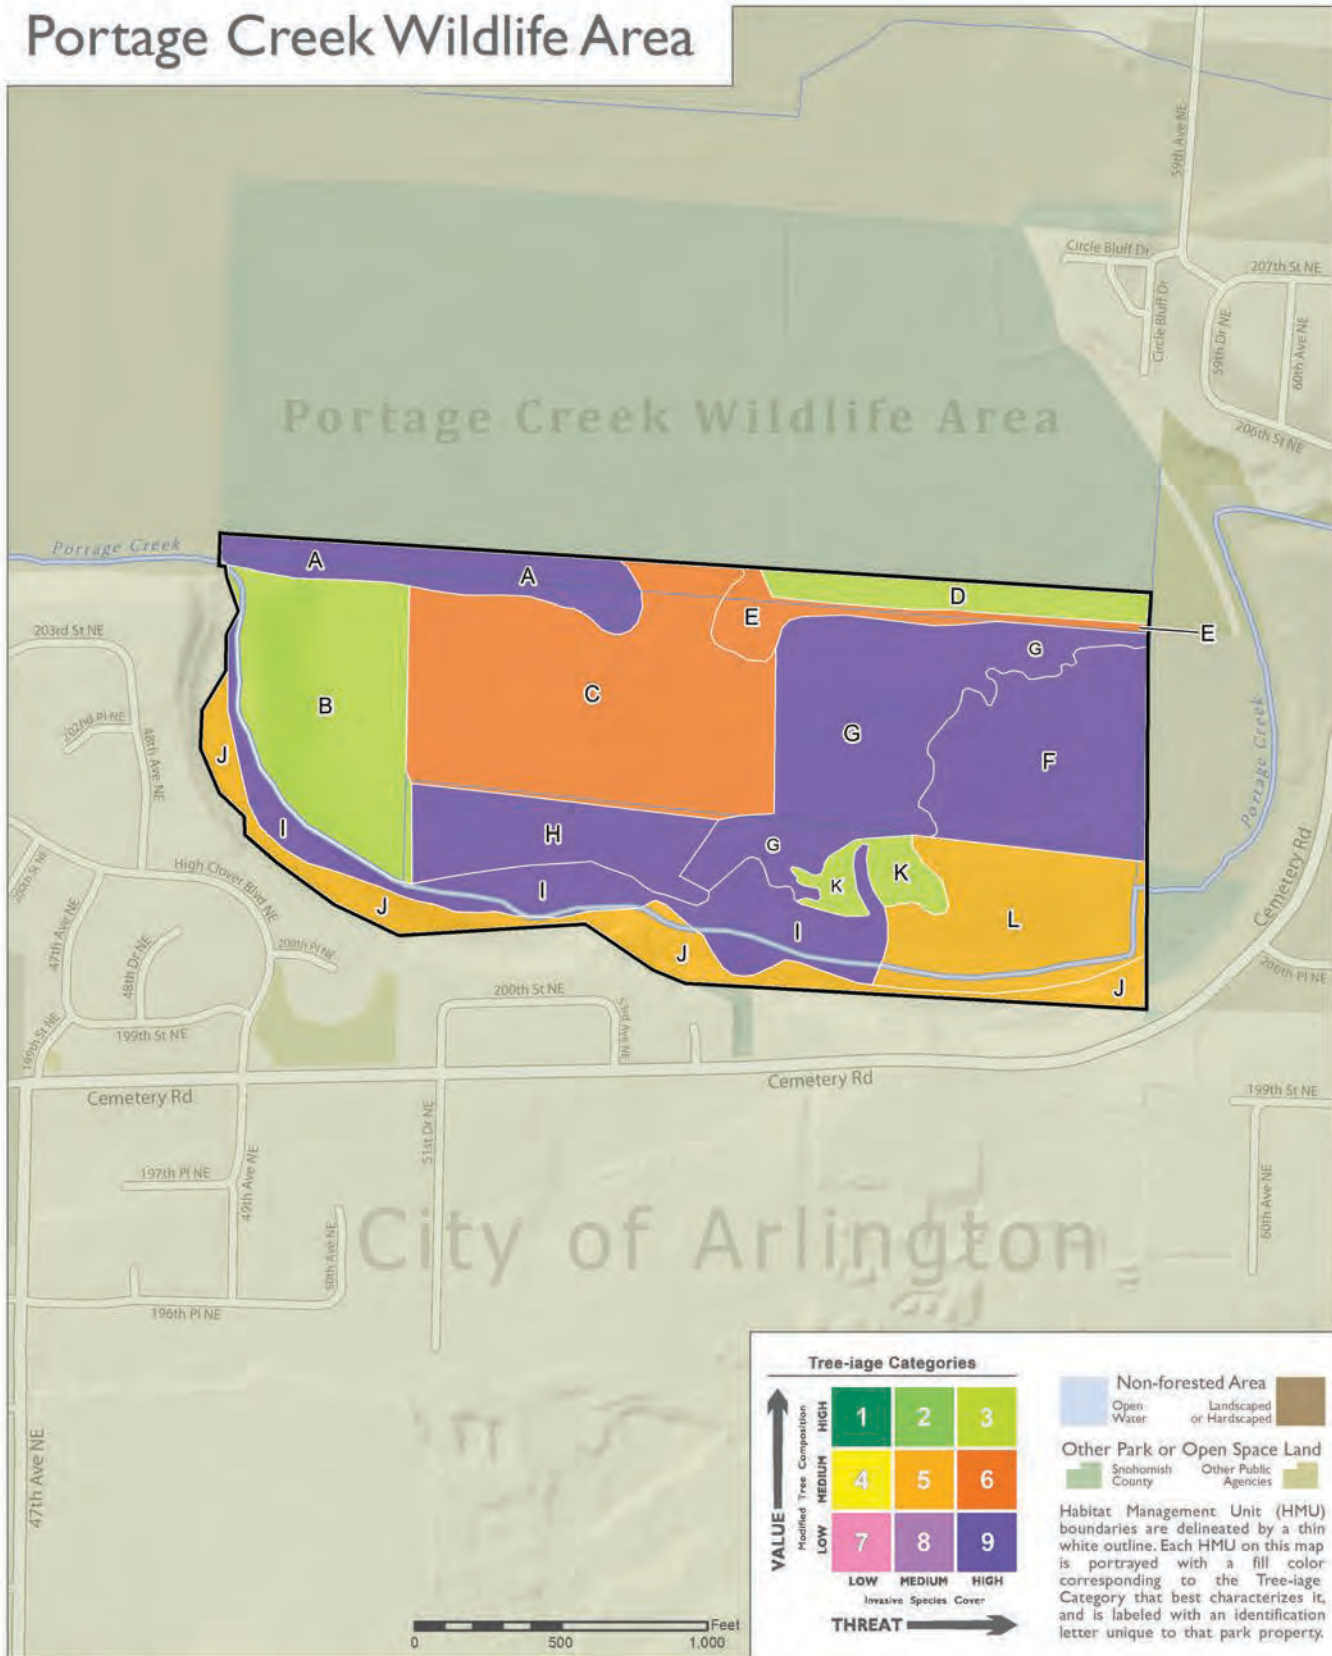 Portage Creek Wildlife Area
59th Ave NE
Circle Bluff Dr
207th St NE
Circle Bluff Dr
59th Dr NE
60th Ave NE
206th St NE
Portage Creek Wildlife Area
Portage Creek
A
A
D
E
E
203rd St NE
G
C
B
202nd Pl NE
48th Ave NE
J
G
F
Portage Creek
I
H
G
High Clover Blvd NE
K
K
Cemetery Rd
200th St NE
47th Ave NE
J
I
I
L
48th Dr NE
200th Pl NE
J
200th Pl NE
J
200th St NE
53rd Ave NE
199th St NE
199th St NE
Cemetery Rd
Cemetery Rd
199th St NE
51st Dr NE
197th Pl NE
49th Ave NE
50th Ave NE
60th Ave NE
City of Arlington
196th Pl NE
47th Ave NE
Tree-iage Categories
VALUE
Modified Tree Composition
HIGH
MEDIUM
LOW
1 2 3
4 5 6
7 8 9
LOW MEDIUM HIGH
Invasive Species Cover
THREAT
Non-forested Area
Open Water
Landscaped or Hardscaped
Other Park or Open Space Land
Snohomish County
Other Public Agencies
Habitat Management Unit (HMU)
boundaries are delineated by a thin
white outline. Each HMU on this map
is portrayed with a fill color
corresponding to the Tree-iage
Category that best characterizes it,
and is labeled with an identification
letter unique to that park property.
Feet
0 500 1,000